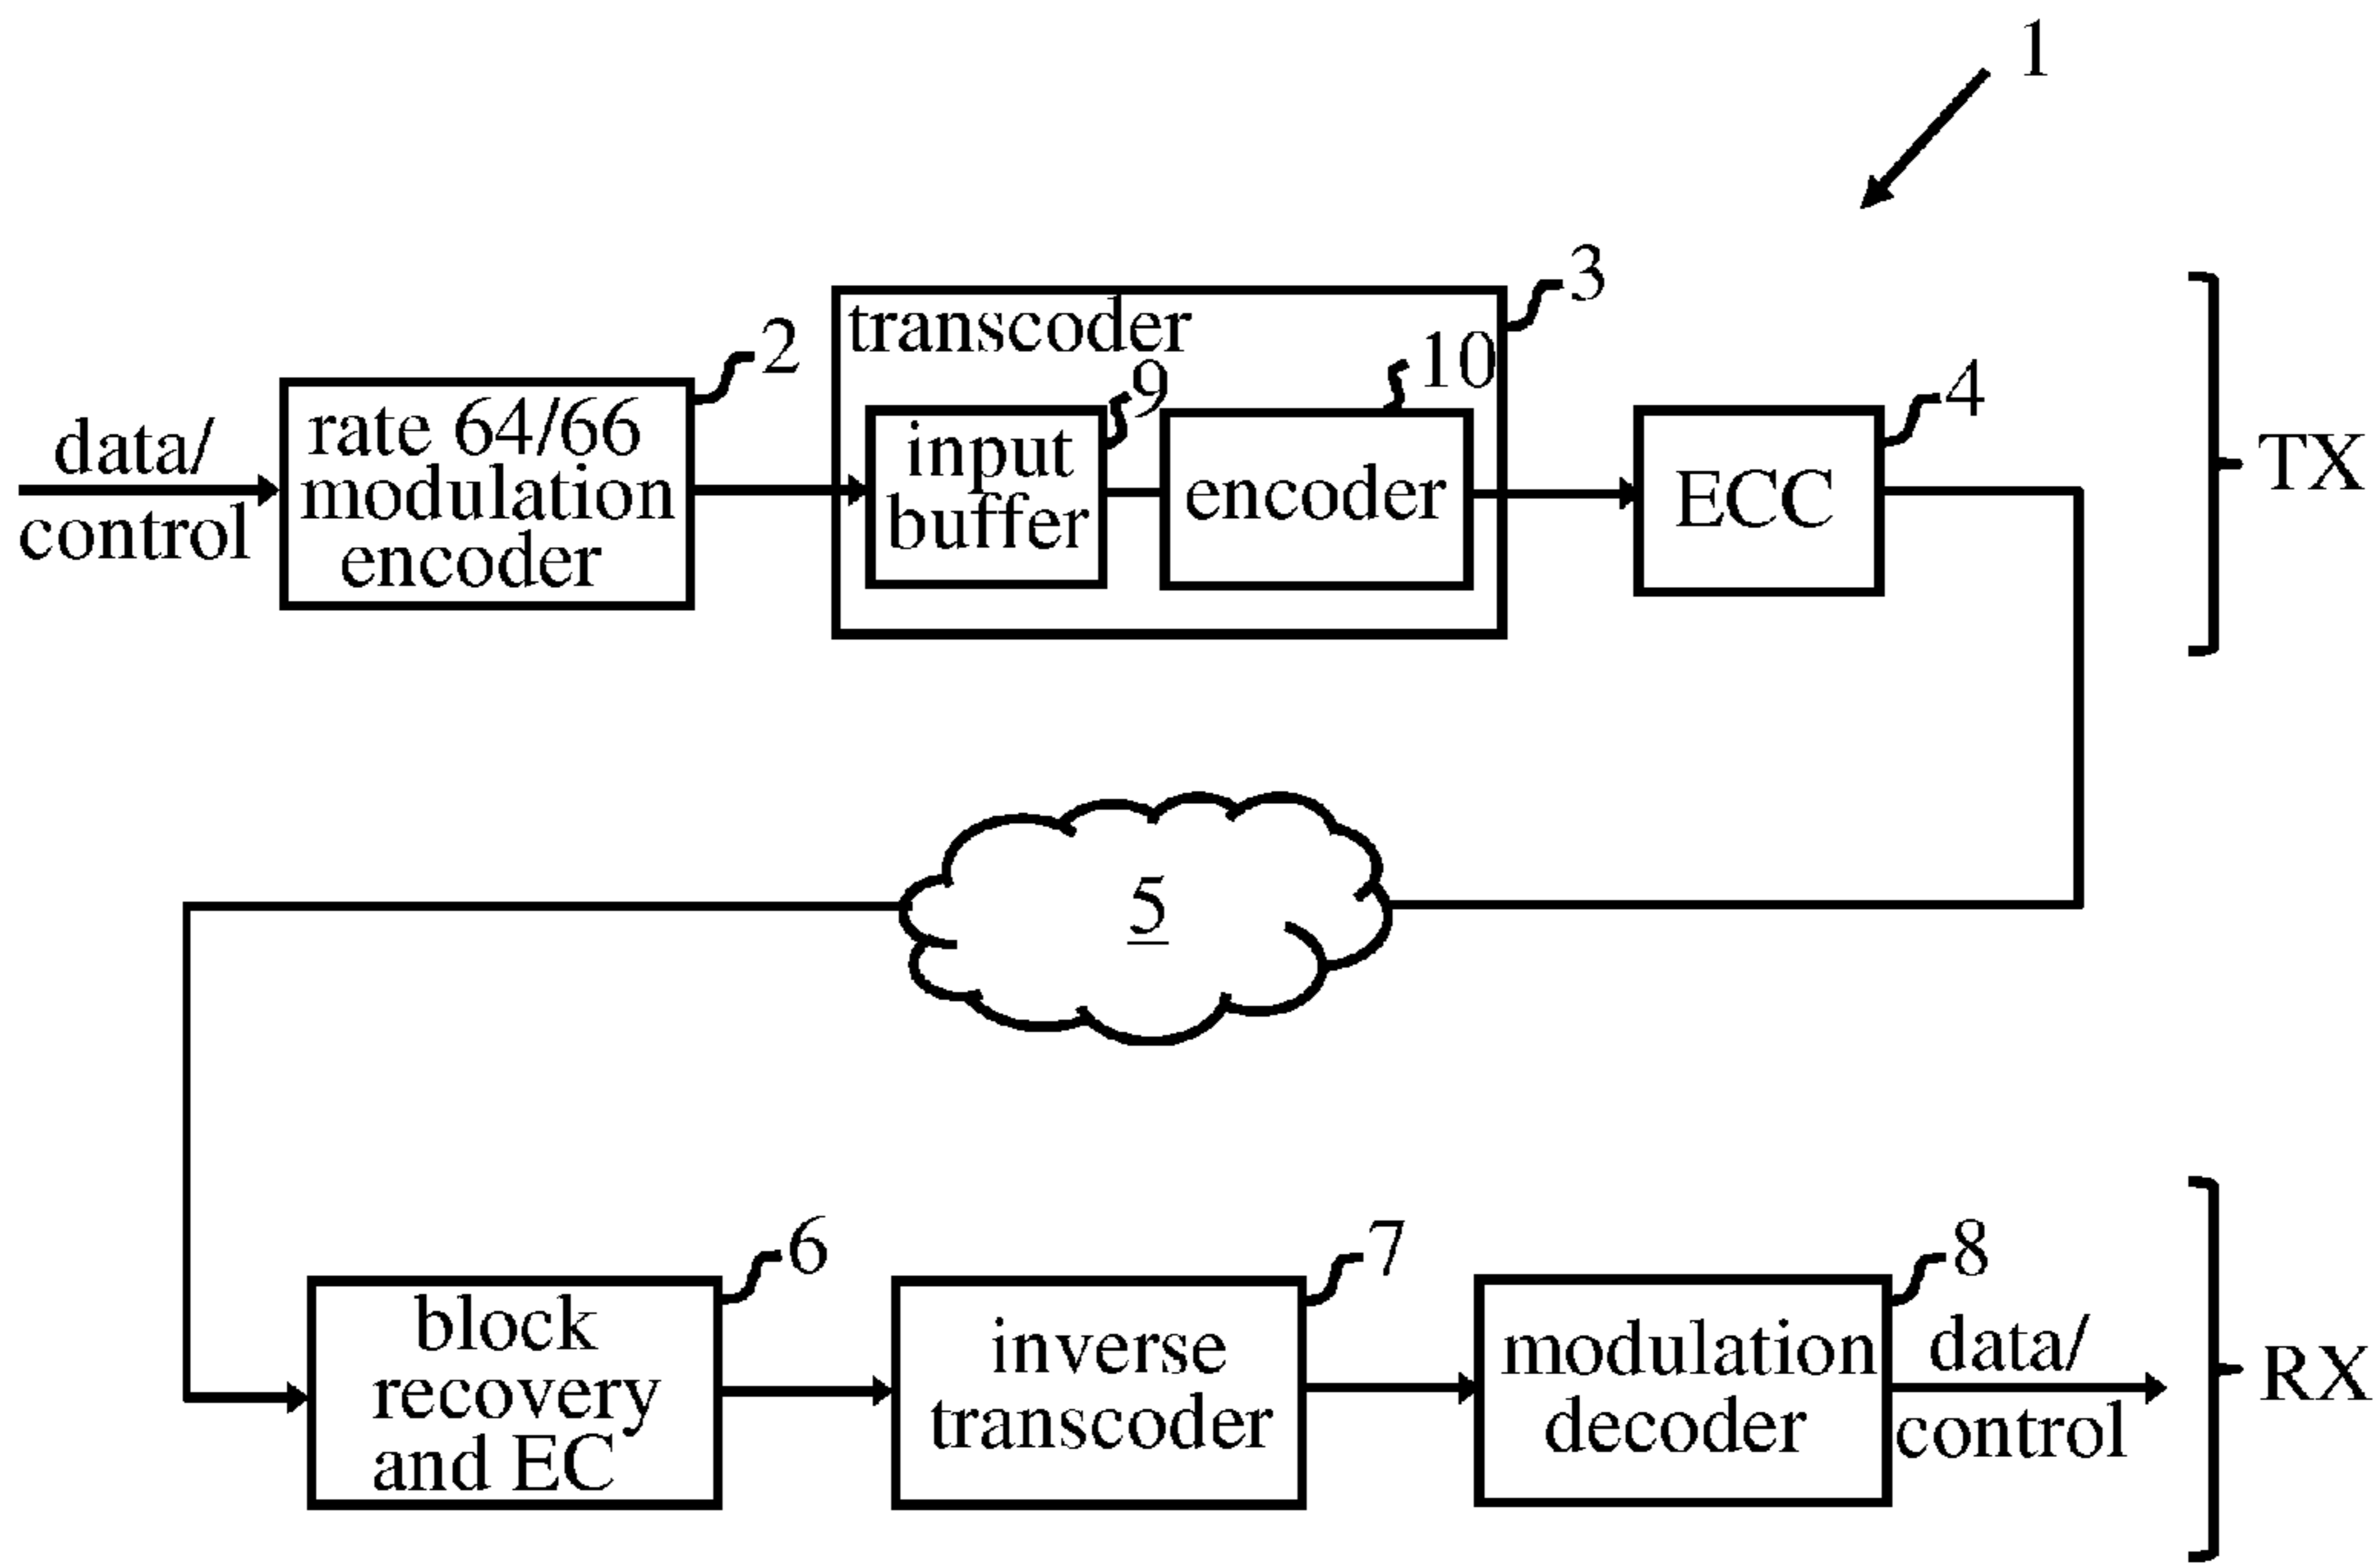 1
3
transcoder
2
10
9
4
rate 64/66
modulation
encoder
data/
control
input
buffer
encoder
ECC
TX
5
6
7
8
block
recovery
and EC
inverse
transcoder
modulation
decoder
data/
control
RX